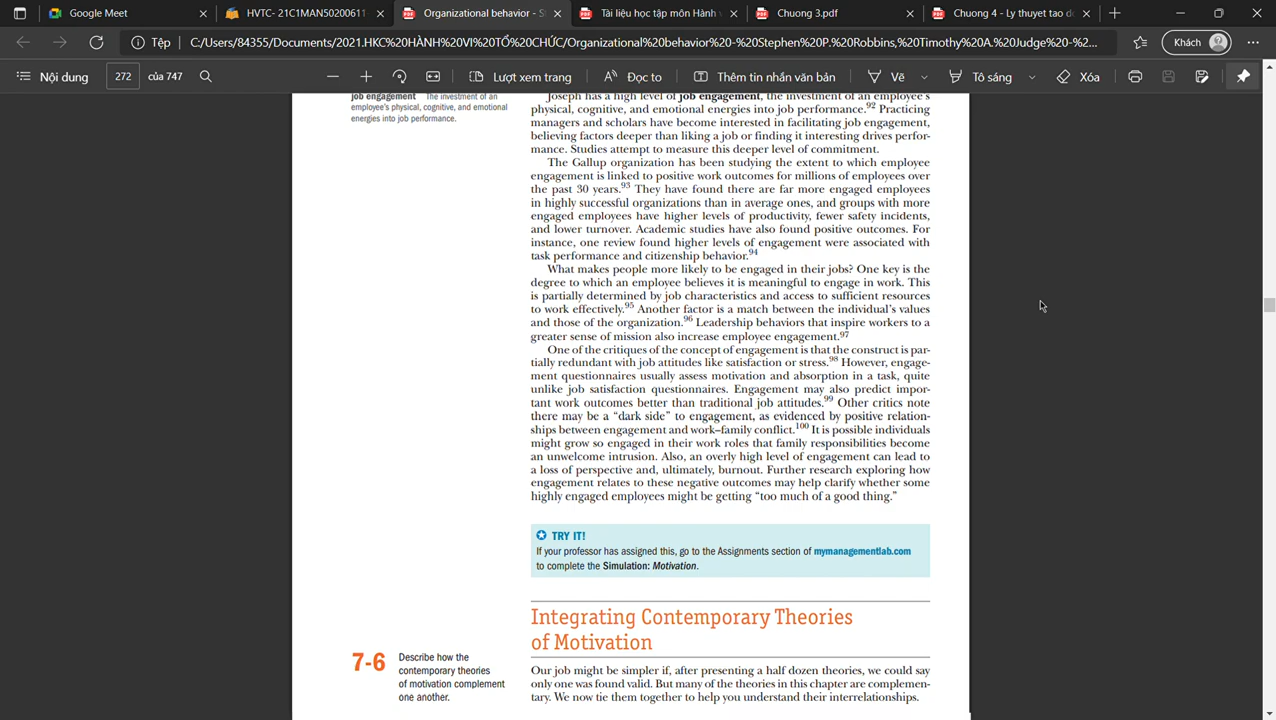 Google Meet
HVTC- 21C1MAN50200611
Organizational behavior - S
Tài liệu học tập môn Hành v
Chuong 3.pdf
Chuong 4 - Ly thuyet tao d
Tệp
C:/Users/84355/Documents/2021.HKC%20HÀNH%20VI%20TỔ%20CHỨC/Organizational%20behavior%20-%20Stephen%20P.%20Robbins,%20Timothy%20A.%20Judge%20-%2...
Khách
Nội dung
272
của 747
Lượt xem trang
Đọc to
Thêm tin nhắn văn bản
Vẽ
Tô sáng
Xóa
job engagement The investment of an
employee's physical, cognitive, and emotional
energies into job performance.
Joseph has a high level of job engagement, the investment of an employee's
physical, cognitive, and emotional energies into job performance.92 Practicing
managers and scholars have become interested in facilitating job engagement,
believing factors deeper than liking a job or finding it interesting drives perfor-
mance. Studies attempt to measure this deeper level of commitment.
The Gallup organization has been studying the extent to which employee
engagement is linked to positive work outcomes for millions of employees over
the past 30 years.93 They have found there are far more engaged employees
in highly successful organizations than in average ones, and groups with more
engaged employees have higher levels of productivity, fewer safety incidents,
and lower turnover. Academic studies have also found positive outcomes. For
instance, one review found higher levels of engagement were associated with
task performance and citizenship behavior.94
What makes people more likely to be engaged in their jobs? One key is the
degree to which an employee believes it is meaningful to engage in work. This
is partially determined by job characteristics and access to sufficient resources
to work effectively.95 Another factor is a match between the individual's values
and those of the organization.96 Leadership behaviors that inspire workers to a
greater sense of mission also increase employee engagement.97
One of the critiques of the concept of engagement is that the construct is par-
tially redundant with job attitudes like satisfaction or stress.98 However, engage-
ment questionnaires usually assess motivation and absorption in a task, quite
unlike job satisfaction questionnaires. Engagement may also predict impor-
tant work outcomes better than traditional job attitudes.99 Other critics note
there may be a "dark side" to engagement, as evidenced by positive relation-
ships between engagement and work–family conflict.100 It is possible individuals
might grow so engaged in their work roles that family responsibilities become
an unwelcome intrusion. Also, an overly high level of engagement can lead to
a loss of perspective and, ultimately, burnout. Further research exploring how
engagement relates to these negative outcomes may help clarify whether some
highly engaged employees might be getting "too much of a good thing."
TRY IT!
If your professor has assigned this, go to the Assignments section of mymanagementlab.com
to complete the Simulation: Motivation.
Integrating Contemporary Theories
of Motivation
7-6
Describe how the
contemporary theories
of motivation complement
one another.
Our job might be simpler if, after presenting a half dozen theories, we could say
only one was found valid. But many of the theories in this chapter are complemen-
tary. We now tie them together to help you understand their interrelationships.